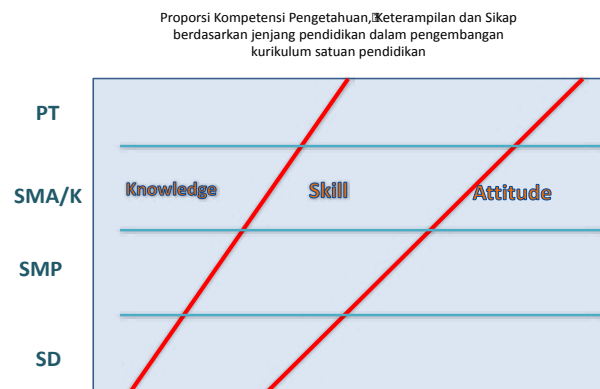 Proporsi Kompetensi Pengetahuan, Keterampilan dan Sikap
berdasarkan jenjang pendidikan dalam pengembangan
kurikulum satuan pendidikan
PT
SMA/K
Knowledge
Skill
Attitude
SMP
SD